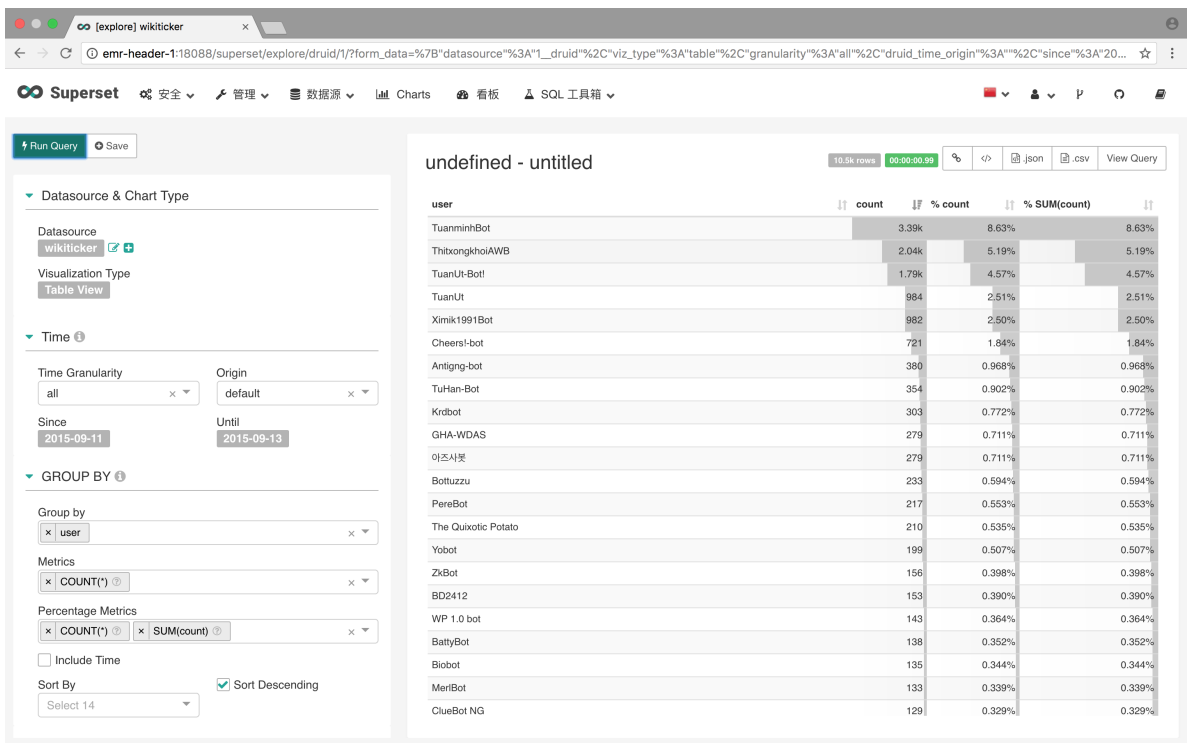 [explore] wikiticker
emr-header-1:18088/superset/explore/druid/1/?form_data=%7B"datasource"%3A"1__druid"%2C"viz_type"%3A"table"%2C"granularity"%3A"all"%2C"druid_time_origin"%3A""%2C"since"%3A"20...
Superset 安全 管理 数据源 Charts 看板 SQL 工具箱
Run Query Save
undefined - untitled 10.5k rows 00:00:00.99 </> .json .csv View Query
Datasource & Chart Type
Datasource
wikiticker
Visualization Type
Table View
Time
Time Granularity Origin
all default
Since Until
2015-09-11 2015-09-13
GROUP BY
Group by
user
Metrics
COUNT(*)
Percentage Metrics
COUNT(*) SUM(count)
Include Time
Sort By Sort Descending
Select 14
user count % count % SUM(count)
TuanminhBot 3.39k 8.63% 8.63%
ThitxongkhoiAWB 2.04k 5.19% 5.19%
TuanUt-Bot! 1.79k 4.57% 4.57%
TuanUt 984 2.51% 2.51%
Ximik1991Bot 982 2.50% 2.50%
Cheers!-bot 721 1.84% 1.84%
Antigng-bot 380 0.968% 0.968%
TuHan-Bot 354 0.902% 0.902%
Krdbot 303 0.772% 0.772%
GHA-WDAS 279 0.711% 0.711%
아즈사봇 279 0.711% 0.711%
Bottuzzu 233 0.594% 0.594%
PereBot 217 0.553% 0.553%
The Quixotic Potato 210 0.535% 0.535%
Yobot 199 0.507% 0.507%
ZkBot 156 0.398% 0.398%
BD2412 153 0.390% 0.390%
WP 1.0 bot 143 0.364% 0.364%
BattyBot 138 0.352% 0.352%
Biobot 135 0.344% 0.344%
MerlBot 133 0.339% 0.339%
ClueBot NG 129 0.329% 0.329%